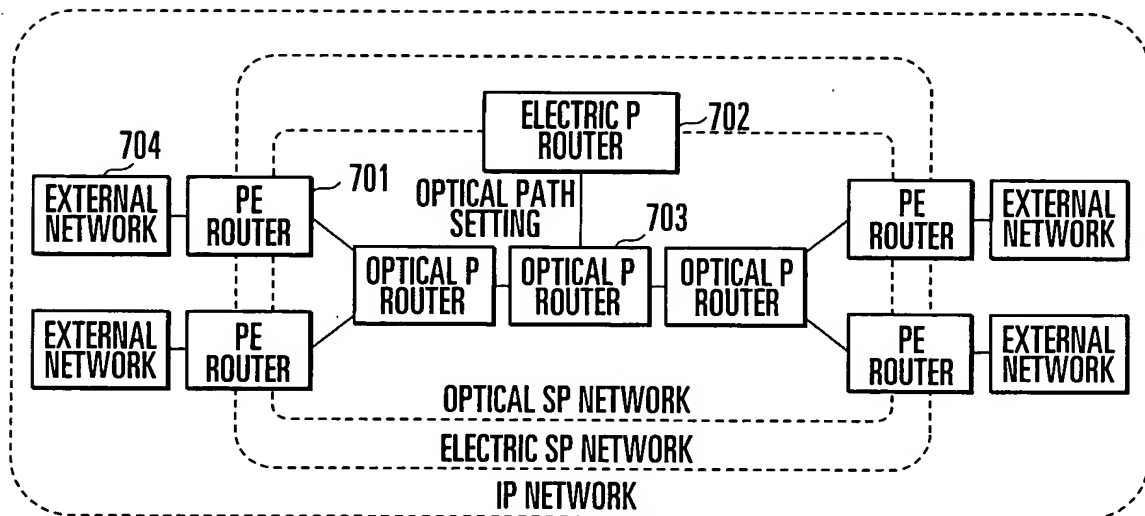 ELECTRIC P
ROUTER
702
704
EXTERNAL
NETWORK
701
PE
ROUTER
OPTICAL PATH
SETTING
703
PE
ROUTER
EXTERNAL
NETWORK
OPTICAL P
ROUTER
OPTICAL P
ROUTER
OPTICAL P
ROUTER
EXTERNAL
NETWORK
PE
ROUTER
PE
ROUTER
EXTERNAL
NETWORK
OPTICAL SP NETWORK
ELECTRIC SP NETWORK
IP NETWORK